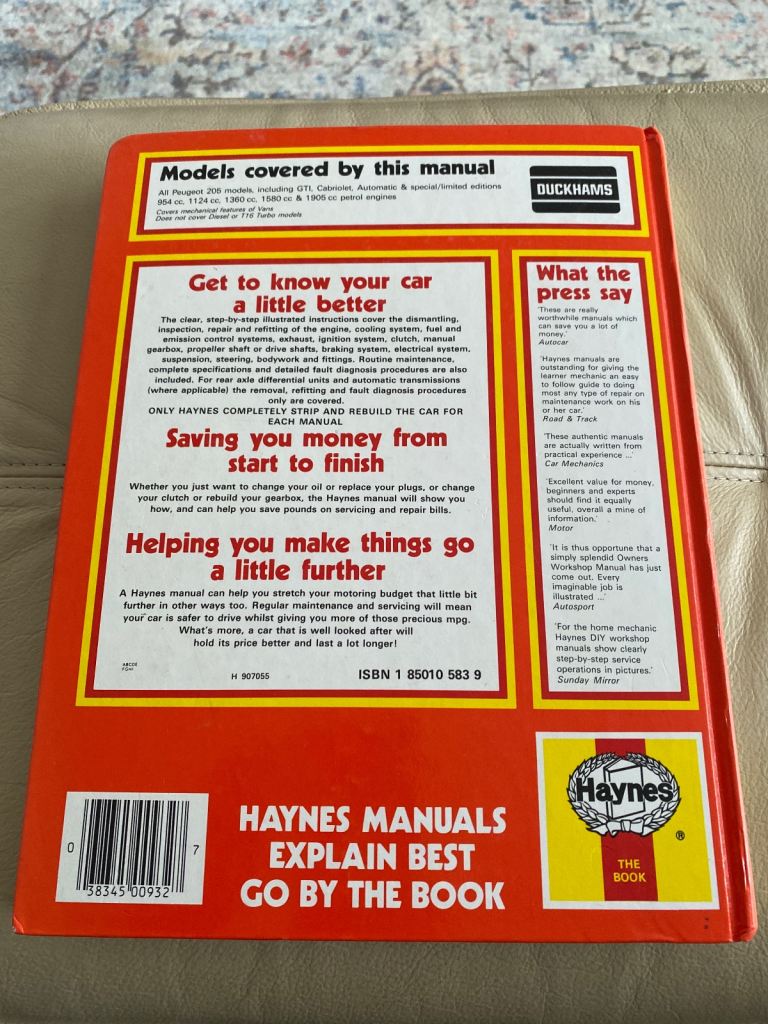 Models covered by this manual
All Peugeot 205 models, including GTI, Cabriolet, Automatic & special/limited editions
954 cc, 1124 cc, 1360 cc, 1580 cc & 1905 cc petrol engines
Covers mechanical features of Vans
Does not cover Diesel or T16 Turbo models
DUCKHAMS
Get to know your car
a little better
The clear, step-by-step illustrated instructions cover the dismantling,
inspection, repair and refitting of the engine, cooling system, fuel and
emission control systems, exhaust, ignition system, clutch, manual
gearbox, propeller shaft or drive shafts, braking system, electrical system,
suspension, steering, bodywork and fittings. Routine maintenance,
complete specifications and detailed fault diagnosis procedures are also
included. For rear axle differential units and automatic transmissions
(where applicable) the removal, refitting and fault diagnosis procedures
only are covered.
ONLY HAYNES COMPLETELY STRIP AND REBUILD THE CAR FOR
EACH MANUAL
Saving you money from
start to finish
Whether you just want to change your oil or replace your plugs, or change
your clutch or rebuild your gearbox, the Haynes manual will show you
how, and can help you save pounds on servicing and repair bills.
Helping you make things go
a little further
A Haynes manual can help you stretch your motoring budget that little bit
further in other ways too. Regular maintenance and servicing will mean
your car is safer to drive whilst giving you more of those precious mpg.
What's more, a car that is well looked after will
hold its price better and last a lot longer!
ABCDE
FGHI
H 907055
ISBN 1 85010 583 9
What the
press say
'These are really
worthwhile manuals which
can save you a lot of
money.'
Autocar
'Haynes manuals are
outstanding for giving the
learner mechanic an easy
to follow guide to doing
most any type of repair on
maintenance work on his
or her car.'
Road & Track
'These authentic manuals
are actually written from
practical experience ...'
Car Mechanics
'Excellent value for money,
beginners and experts
should find it equally
useful, overall a mine of
information.'
Motor
'It is thus opportune that a
simply splendid Owners
Workshop Manual has just
come out. Every
imaginable job is
illustrated ...'
Autosport
'For the home mechanic
Haynes DIY workshop
manuals show clearly
step-by-step service
operations in pictures.'
Sunday Mirror
0 38345 00932 7
HAYNES MANUALS
EXPLAIN BEST
GO BY THE BOOK
Haynes
®
THE
BOOK